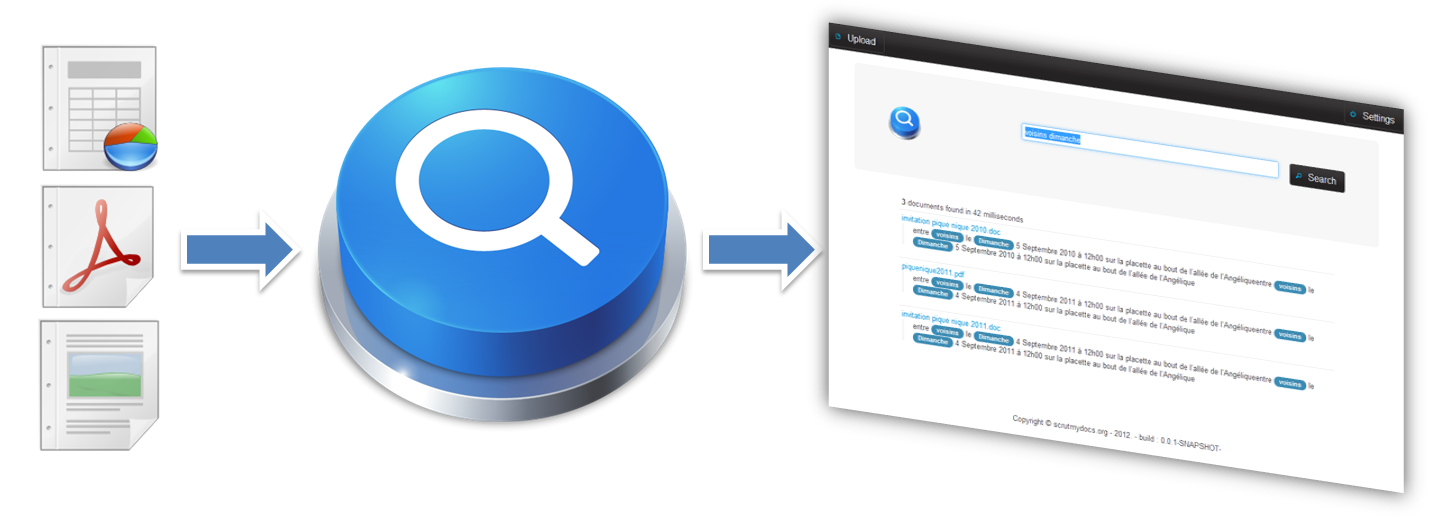 Upload
Settings
voisins dimanche
Search
3 documents found in 42 milliseconds
invitation pique nique 2010.doc
entre voisins le Dimanche 5 Septembre 2010 à 12h00 sur la placette au bout de l'allée de l'Angéliqueentre voisins le
Dimanche 5 Septembre 2010 à 12h00 sur la placette au bout de l'allée de l'Angélique
piquenique2011.pdf
entre voisins le Dimanche 4 Septembre 2011 à 12h00 sur la placette au bout de l'allée de l'Angéliqueentre voisins le
Dimanche 4 Septembre 2011 à 12h00 sur la placette au bout de l'allée de l'Angélique
invitation pique nique 2011.doc
entre voisins le Dimanche 4 Septembre 2011 à 12h00 sur la placette au bout de l'allée de l'Angéliqueentre voisins le
Dimanche 4 Septembre 2011 à 12h00 sur la placette au bout de l'allée de l'Angélique
Copyright © scrutmydocs.org - 2012, - build : 0.0.1-SNAPSHOT-